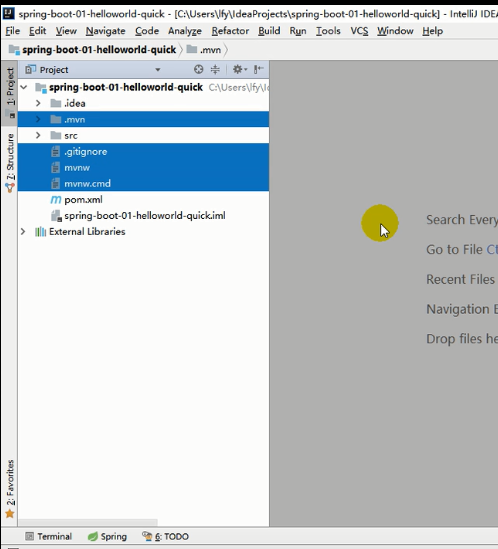 spring-boot-01-helloworld-quick - [C:\Users\lfy\IdeaProjects\spring-boot-01-helloworld-quick] - IntelliJ IDEA
File Edit View Navigate Code Analyze Refactor Build Run Tools VCS Window Help
spring-boot-01-helloworld-quick .mvn
1: Project
Project
spring-boot-01-helloworld-quick C:\Users\lfy\
.idea
.mvn
src
.gitignore
mvnw
mvnw.cmd
pom.xml
spring-boot-01-helloworld-quick.iml
External Libraries
7: Structure
Search Every
Go to File
Recent Files
Navigation
Drop files
2: Favorites
Terminal Spring 6: TODO